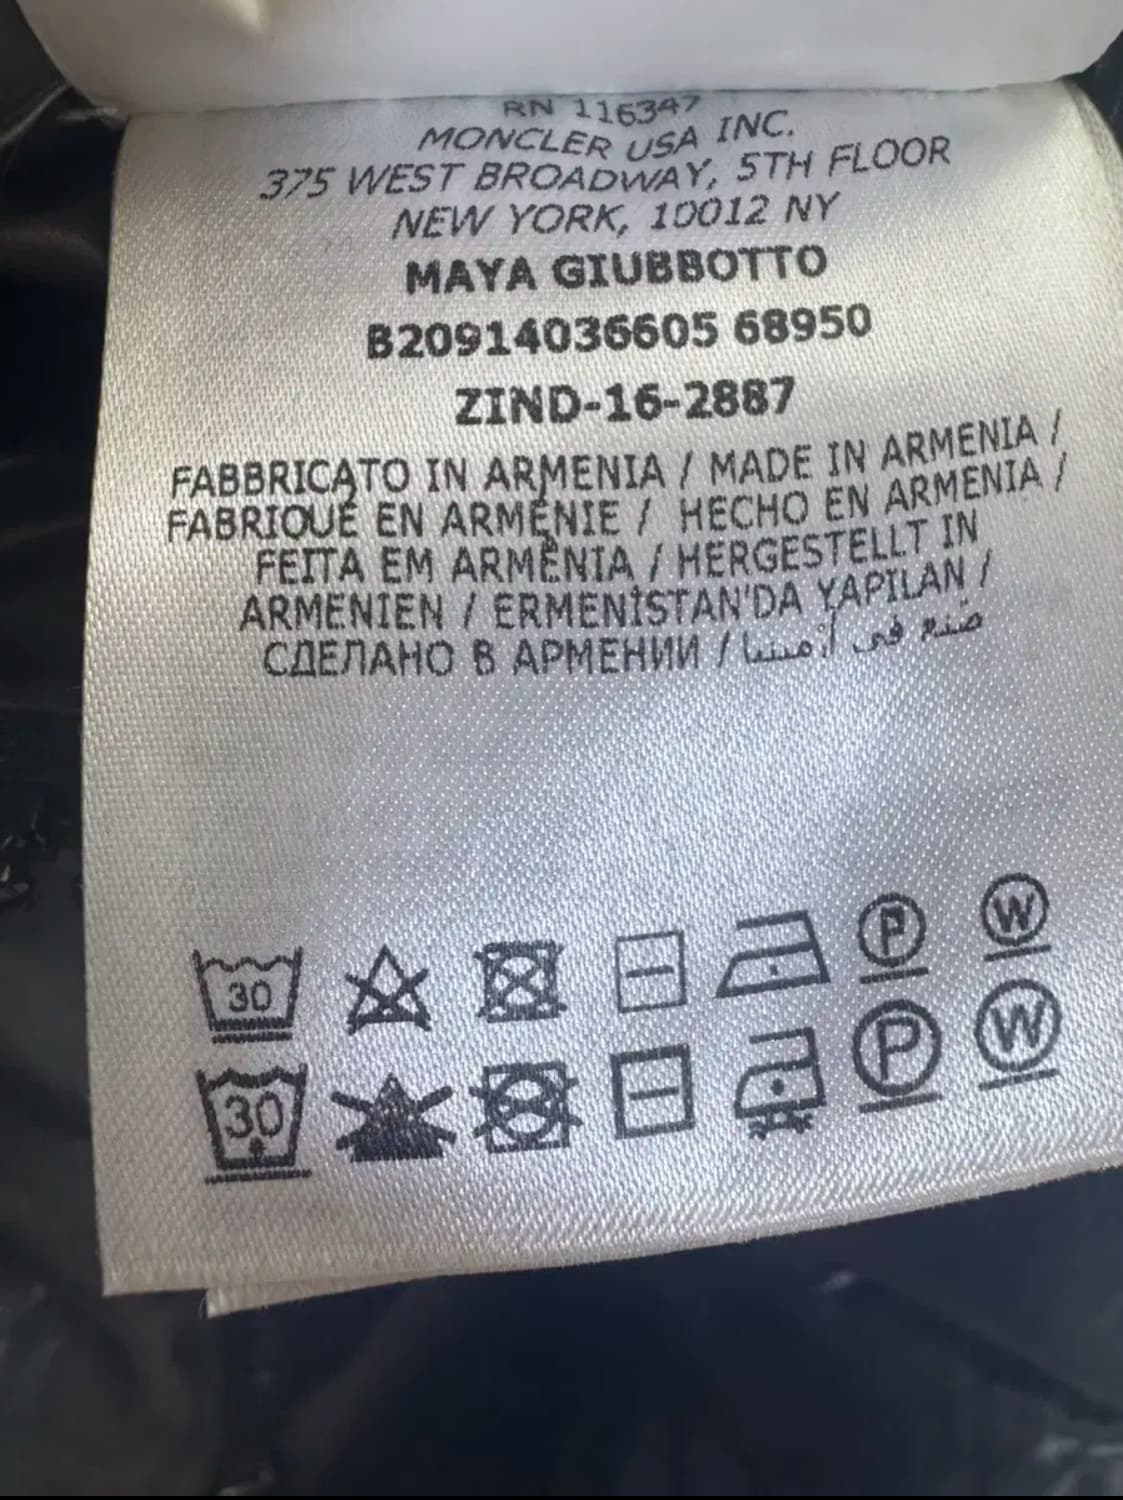 RN 116347
MONCLER USA INC.
375 WEST BROADWAY, 5TH FLOOR
NEW YORK, 10012 NY
MAYA GIUBBOTTO
B20914036605 68950
ZIND-16-2887
FABBRICATO IN ARMENIA / MADE IN ARMENIA /
FABRIQUÉ EN ARMÉNIE / HECHO EN ARMENIA /
FEITA EM ARMÊNIA / HERGESTELLT IN
ARMENIEN / ERMENİSTAN'DA YAPILAN /
СДЕЛАНО В АРМЕНИИ / صنع في أرمينيا
30 P W
30 P W